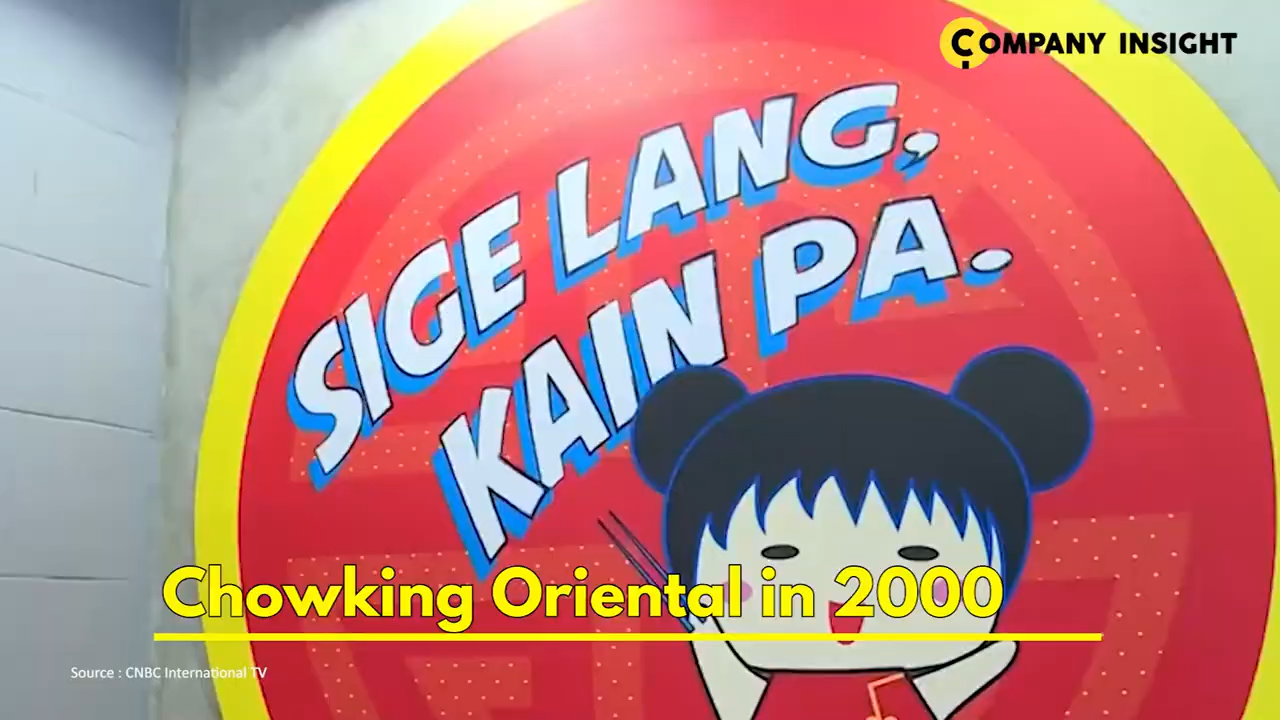 COMPANY INSIGHT
SIGE LANG,
KAIN PA.
Chowking Oriental in 2000
Source : CNBC International TV